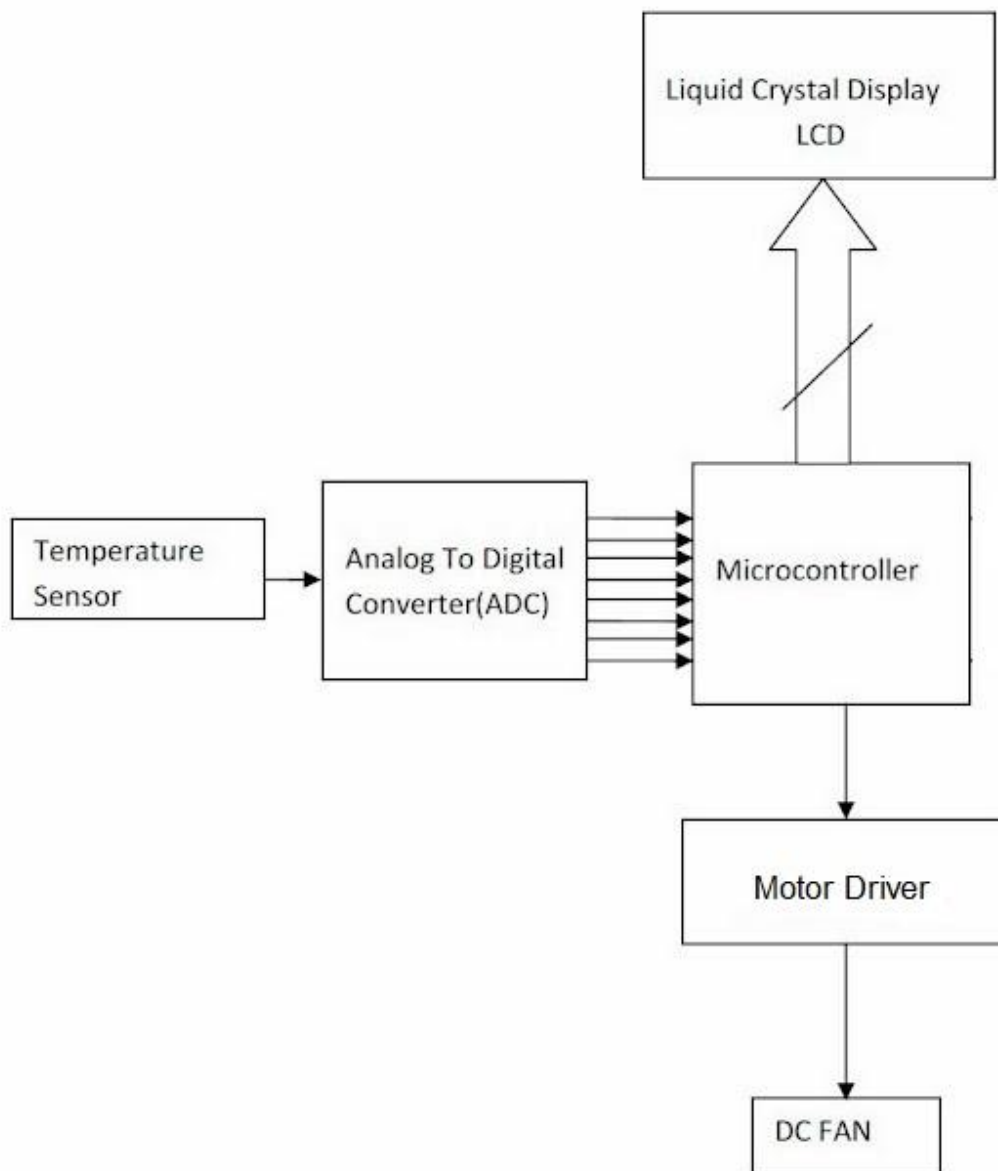 Liquid Crystal Display
LCD
Temperature
Sensor
Analog To Digital
Converter(ADC)
Microcontroller
Motor Driver
DC FAN